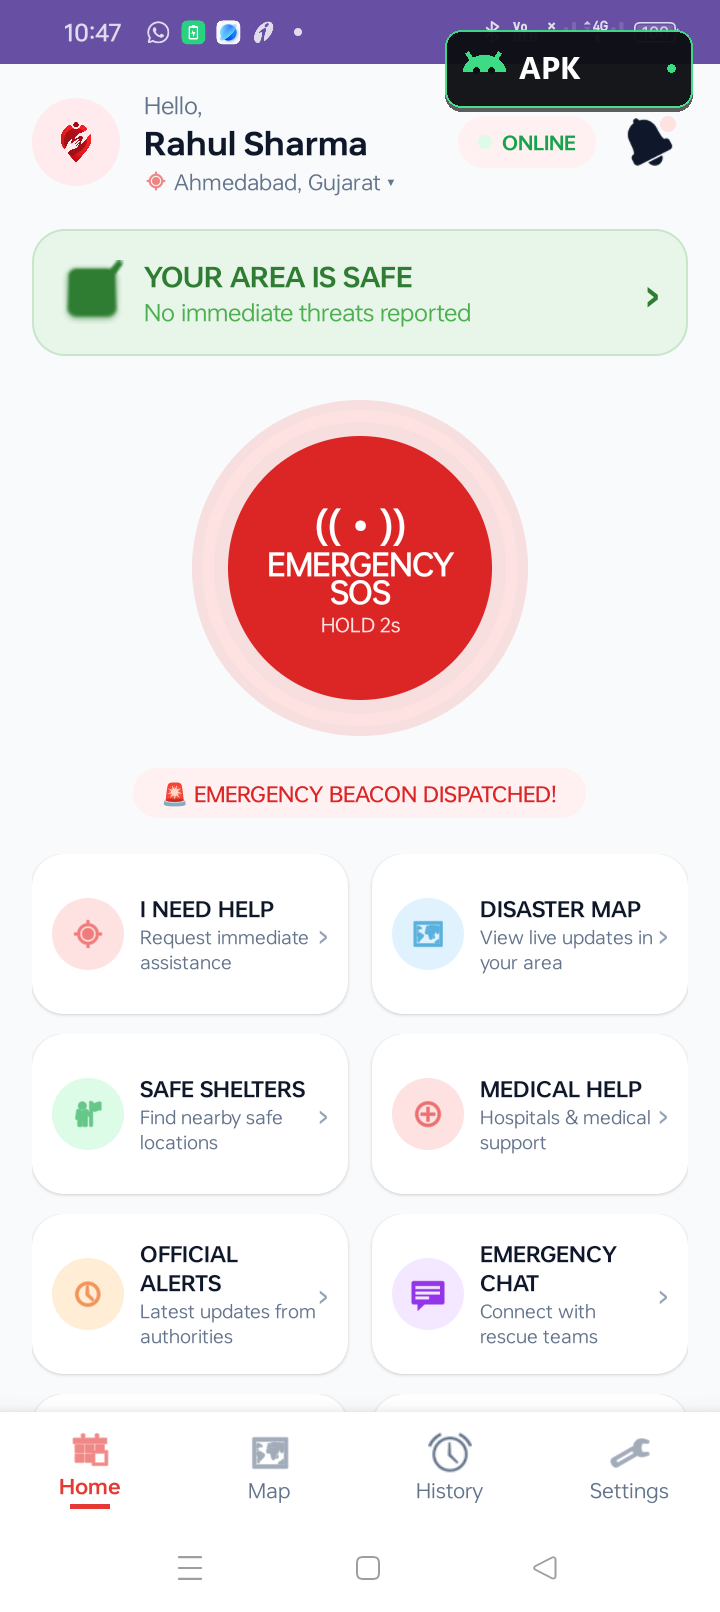 10:47
4G
APK
Hello,
Rahul Sharma
ONLINE
Ahmedabad, Gujarat ▾
YOUR AREA IS SAFE
No immediate threats reported
((•))
EMERGENCY
SOS
HOLD 2s
🚨 EMERGENCY BEACON DISPATCHED!
I NEED HELP
Request immediate
assistance
DISASTER MAP
View live updates in
your area
SAFE SHELTERS
Find nearby safe
locations
MEDICAL HELP
Hospitals & medical
support
OFFICIAL
ALERTS
Latest updates from
authorities
EMERGENCY
CHAT
Connect with
rescue teams
Home
Map
History
Settings